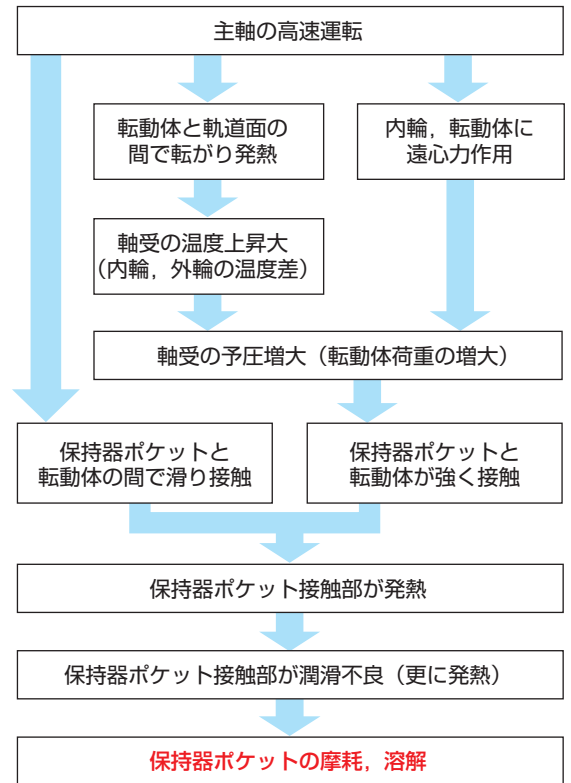 主軸の高速運転
転動体と軌道面の
間で転がり発熱
内輪，転動体に
遠心力作用
軸受の温度上昇大
（内輪，外輪の温度差）
軸受の予圧増大（転動体荷重の増大）
保持器ポケットと
転動体の間で滑り接触
保持器ポケットと
転動体が強く接触
保持器ポケット接触部が発熱
保持器ポケット接触部が潤滑不良（更に発熱）
保持器ポケットの摩耗，溶解